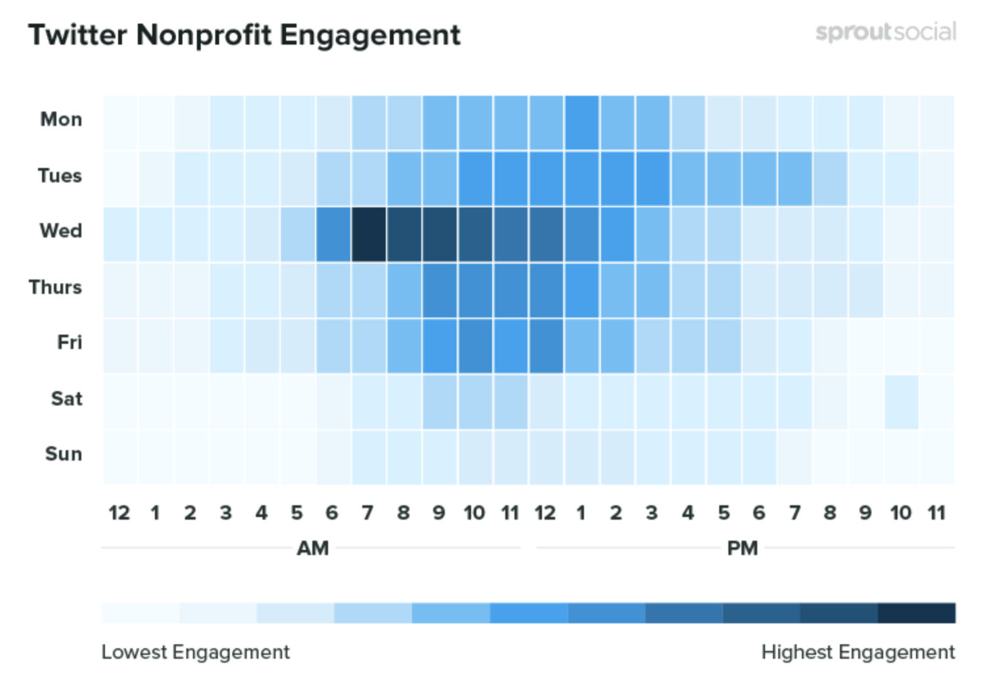 Twitter Nonprofit Engagement
sproutsocial
Mon
Tues
Wed
Thurs
Fri
Sat
Sun
12 1 2 3 4 5 6 7 8 9 10 11 12 1 2 3 4 5 6 7 8 9 10 11
AM PM
Lowest Engagement Highest Engagement